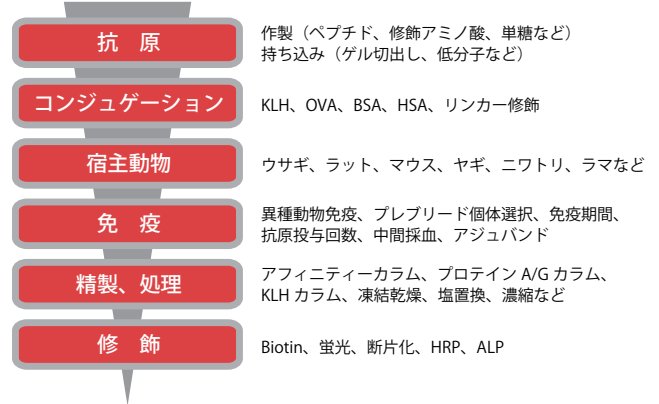 抗　原
作製（ペプチド、修飾アミノ酸、単糖など）
持ち込み（ゲル切出し、低分子など）
コンジュゲーション
KLH、OVA、BSA、HSA、リンカー修飾
宿主動物
ウサギ、ラット、マウス、ヤギ、ニワトリ、ラマなど
免　疫
異種動物免疫、プレブリード個体選択、免疫期間、
抗原投与回数、中間採血、アジュバンド
精製、処理
アフィニティーカラム、プロテイン A/G カラム、
KLH カラム、凍結乾燥、塩置換、濃縮など
修　飾
Biotin、蛍光、断片化、HRP、ALP